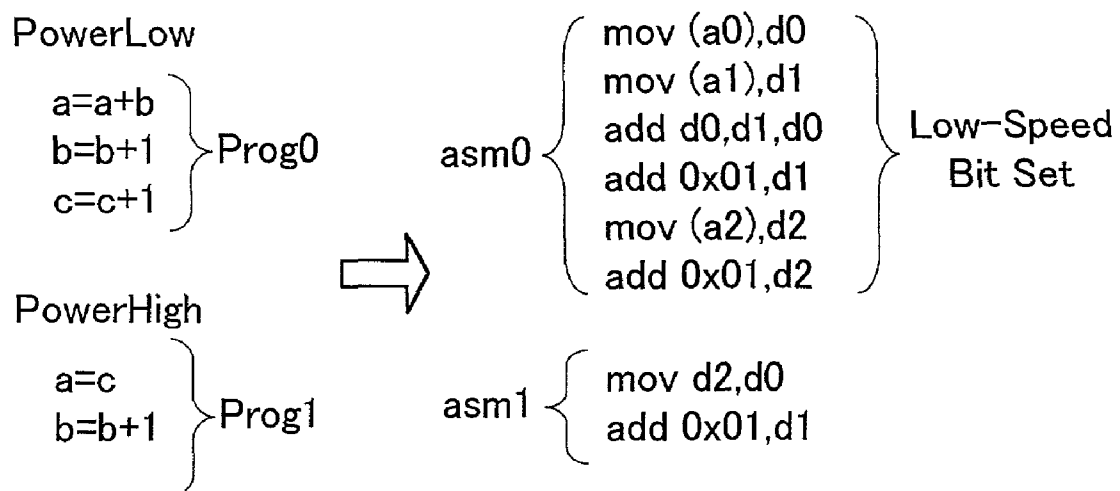 PowerLow
a=a+b
b=b+1
c=c+1
Prog0
PowerHigh
a=c
b=b+1
Prog1
asm0
mov (a0),d0
mov (a1),d1
add d0,d1,d0
add 0x01,d1
mov (a2),d2
add 0x01,d2
Low-Speed
Bit Set
asm1
mov d2,d0
add 0x01,d1